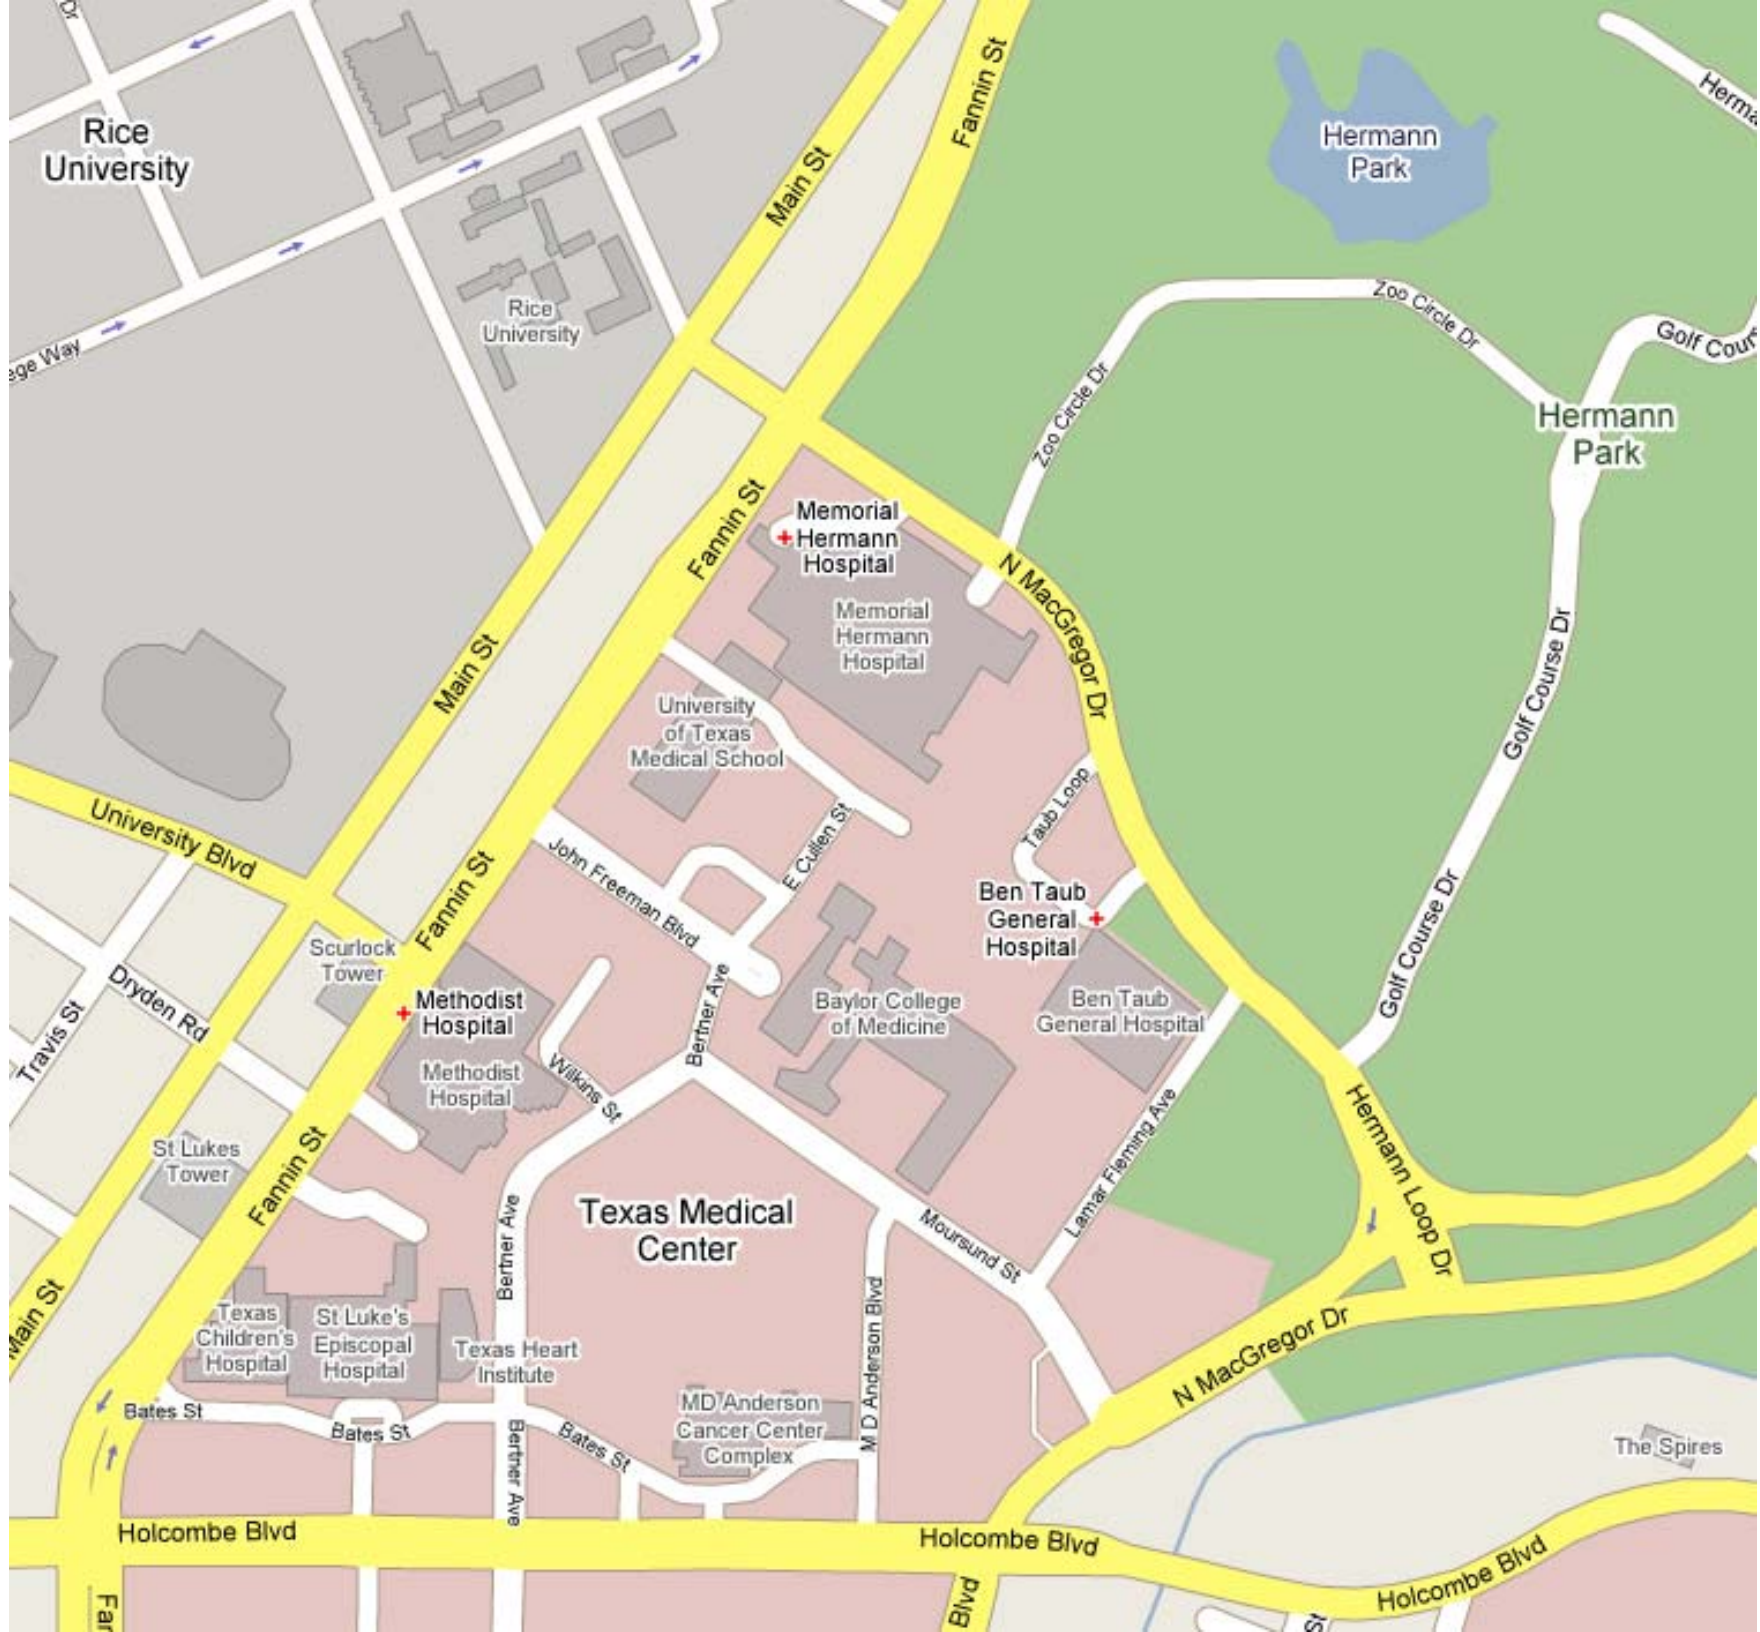 Dr
Rice
University
Main St
Fannin St
Hermann
Park
Herma
Rice
University
ege Way
Zoo Circle Dr
Zoo Circle Dr
Golf Cour
Hermann
Park
Fannin St
Memorial
Hermann
Hospital
Memorial
Hermann
Hospital
N MacGregor Dr
Golf Course Dr
Main St
University
of Texas
Medical School
Taub Loop
E Cullen St
University Blvd
John Freeman Blvd
Fannin St
Ben Taub
General
Hospital
Golf Course Dr
Scurlock
Tower
Dryden Rd
Travis St
Methodist
Hospital
Bertner Ave
Baylor College
of Medicine
Ben Taub
General Hospital
Methodist
Hospital
Wilkins St
Hermann Loop Dr
Lamar Fleming Ave
St Lukes
Tower
Fannin St
Texas Medical
Center
Bertner Ave
Moursund St
M D Anderson Blvd
Main St
Texas
Children's
Hospital
St Luke's
Episcopal
Hospital
Texas Heart
Institute
N MacGregor Dr
Bates St
Bates St
Bertner Ave
Bates St
MD Anderson
Cancer Center
Complex
The Spires
Holcombe Blvd
Holcombe Blvd
Holcombe Blvd
Far
Blvd
St